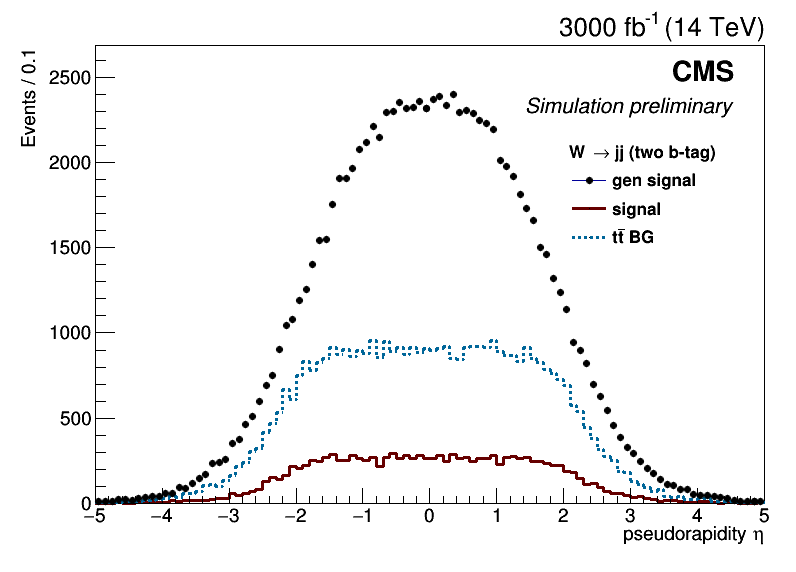 3000 fb⁻¹ (14 TeV)
CMS
Simulation preliminary
W → jj (two b-tag)
gen signal
signal
tt̄ BG
Events / 0.1
2500
2000
1500
1000
500
0
−5 −4 −3 −2 −1 0 1 2 3 4 5
pseudorapidity η